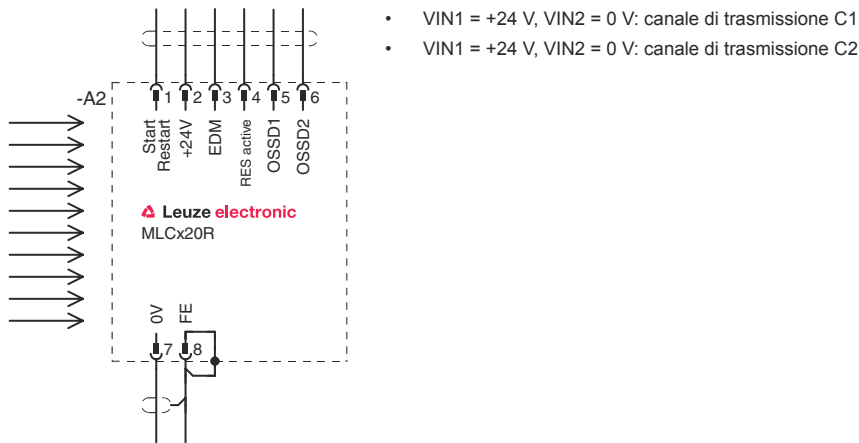 • VIN1 = +24 V, VIN2 = 0 V: canale di trasmissione C1
• VIN1 = +24 V, VIN2 = 0 V: canale di trasmissione C2
-A2
1 2 3 4 5 6
Start
Restart
+24V
EDM
RES active
OSSD1
OSSD2
Leuze electronic
MLCx20R
0V
FE
7 8